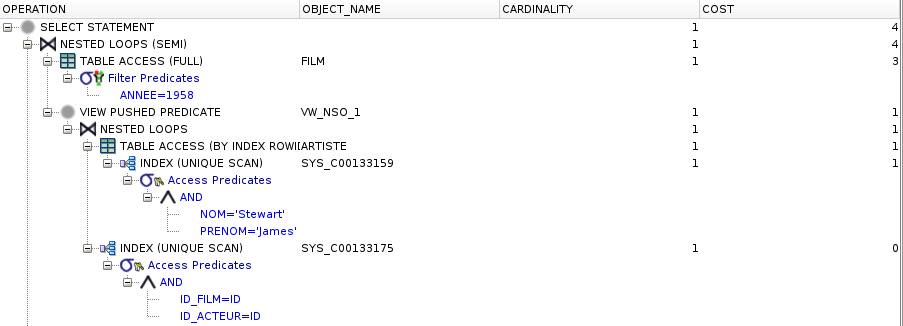 OPERATION OBJECT_NAME CARDINALITY COST
SELECT STATEMENT 1 4
NESTED LOOPS (SEMI) 1 4
TABLE ACCESS (FULL) FILM 1 3
Filter Predicates
ANNEE=1958
VIEW PUSHED PREDICATE VW_NSO_1 1 1
NESTED LOOPS 1 1
TABLE ACCESS (BY INDEX ROWI ARTISTE 1 1
INDEX (UNIQUE SCAN) SYS_C00133159 1 1
Access Predicates
AND
NOM='Stewart'
PRENOM='James'
INDEX (UNIQUE SCAN) SYS_C00133175 1 0
Access Predicates
AND
ID_FILM=ID
ID_ACTEUR=ID